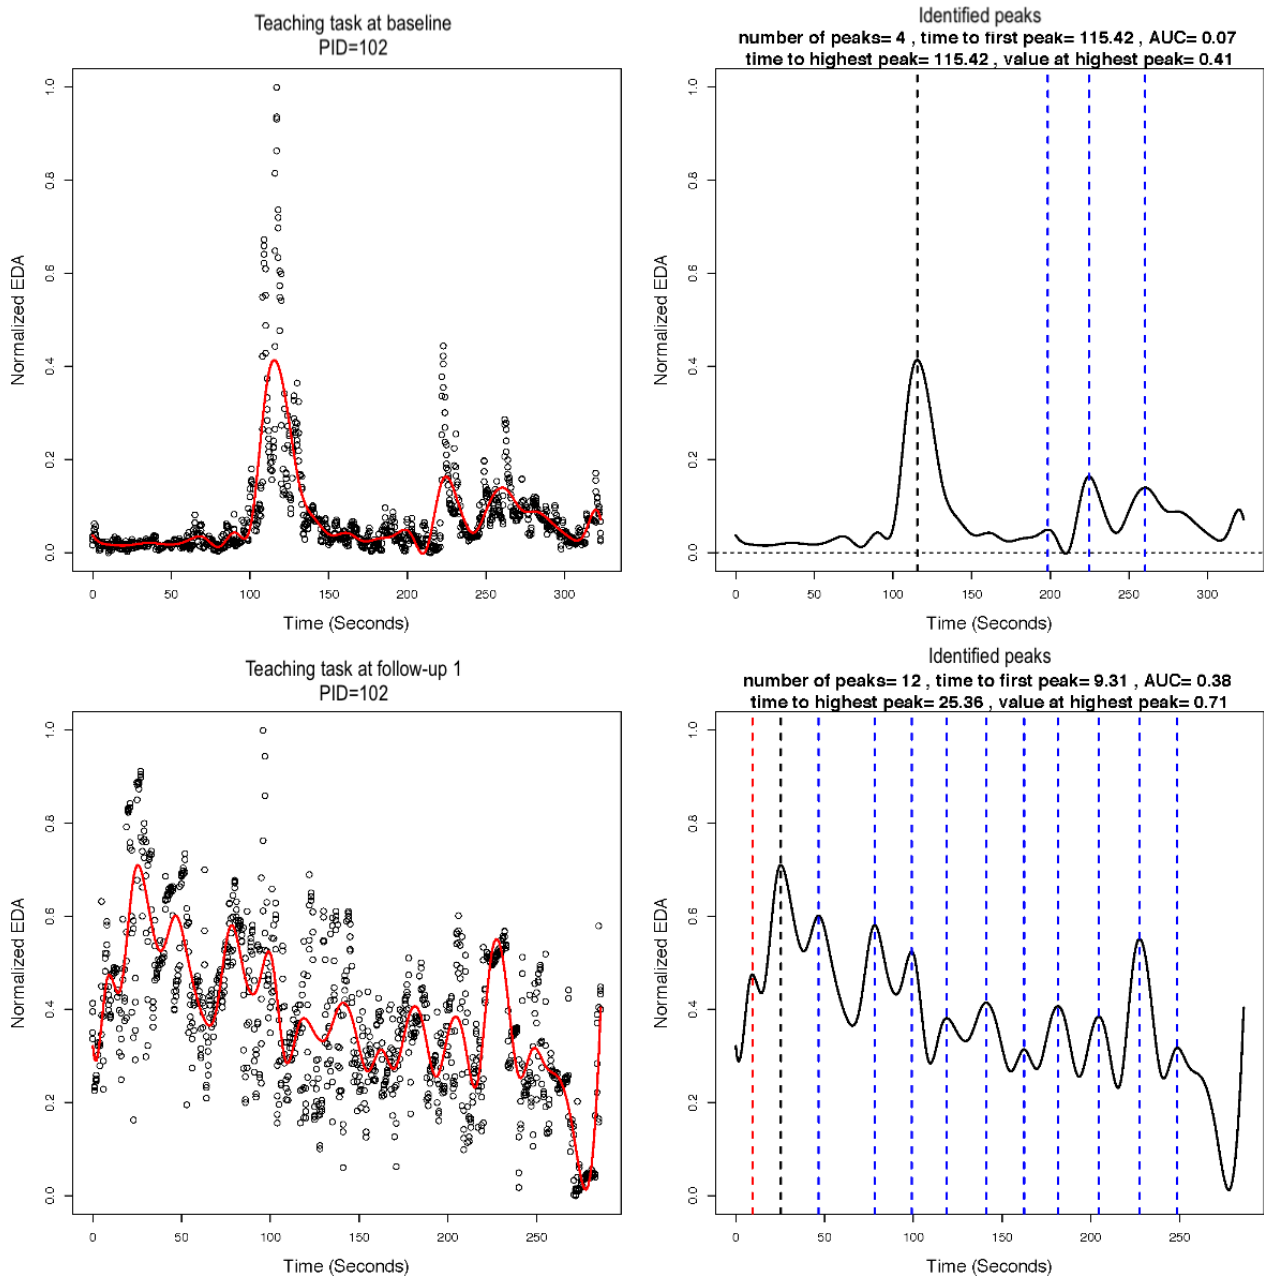 Teaching task at baseline
PID=102
Normalized EDA
1.0
0.8
0.6
0.4
0.2
0.0
0 50 100 150 200 250 300
Time (Seconds)
Identified peaks
number of peaks= 4 , time to first peak= 115.42 , AUC= 0.07
time to highest peak= 115.42 , value at highest peak= 0.41
Normalized EDA
1.0
0.8
0.6
0.4
0.2
0.0
0 50 100 150 200 250 300
Time (Seconds)
Teaching task at follow-up 1
PID=102
Normalized EDA
1.0
0.8
0.6
0.4
0.2
0.0
0 50 100 150 200 250
Time (Seconds)
Identified peaks
number of peaks= 12 , time to first peak= 9.31 , AUC= 0.38
time to highest peak= 25.36 , value at highest peak= 0.71
Normalized EDA
1.0
0.8
0.6
0.4
0.2
0.0
0 50 100 150 200 250
Time (Seconds)